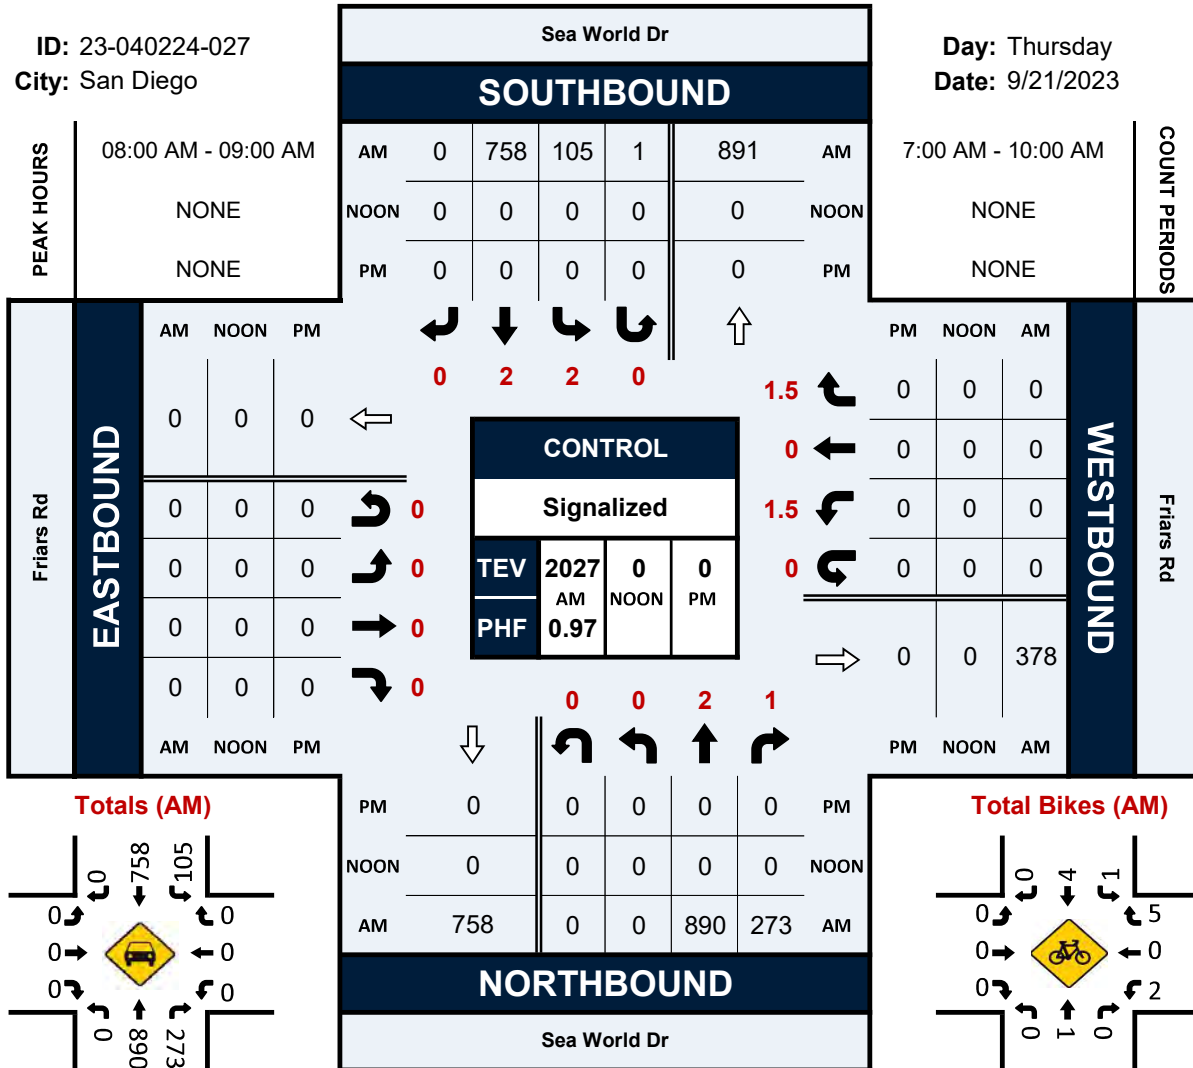 Sea World Dr
ID: 23-040224-027
City: San Diego
Day: Thursday
Date: 9/21/2023
SOUTHBOUND
PEAK HOURS
08:00 AM - 09:00 AM
NONE
NONE
AM 0 758 105 1 891 AM
NOON 0 0 0 0 0 NOON
PM 0 0 0 0 0 PM
7:00 AM - 10:00 AM
NONE
NONE
COUNT PERIODS
0 2 2 0
Friars Rd
EASTBOUND
AM NOON PM
0 0 0
0 0 0 0
0 0 0 0
0 0 0 0
0 0 0 0
AM NOON PM
CONTROL
Signalized
TEV 2027 0 0
AM NOON PM
PHF 0.97
PM NOON AM
1.5 0 0 0
0 0 0 0
1.5 0 0 0
0 0 0 0
0 0 378
PM NOON AM
WESTBOUND
Friars Rd
0 0 2 1
PM 0 0 0 0 0 PM
NOON 0 0 0 0 0 NOON
AM 758 0 0 890 273 AM
NORTHBOUND
Sea World Dr
Totals (AM)
0 758 105
0 0
0 0
0 0
0 890 273
Total Bikes (AM)
0 4 1
0 5
0 0
0 2
0 1 0